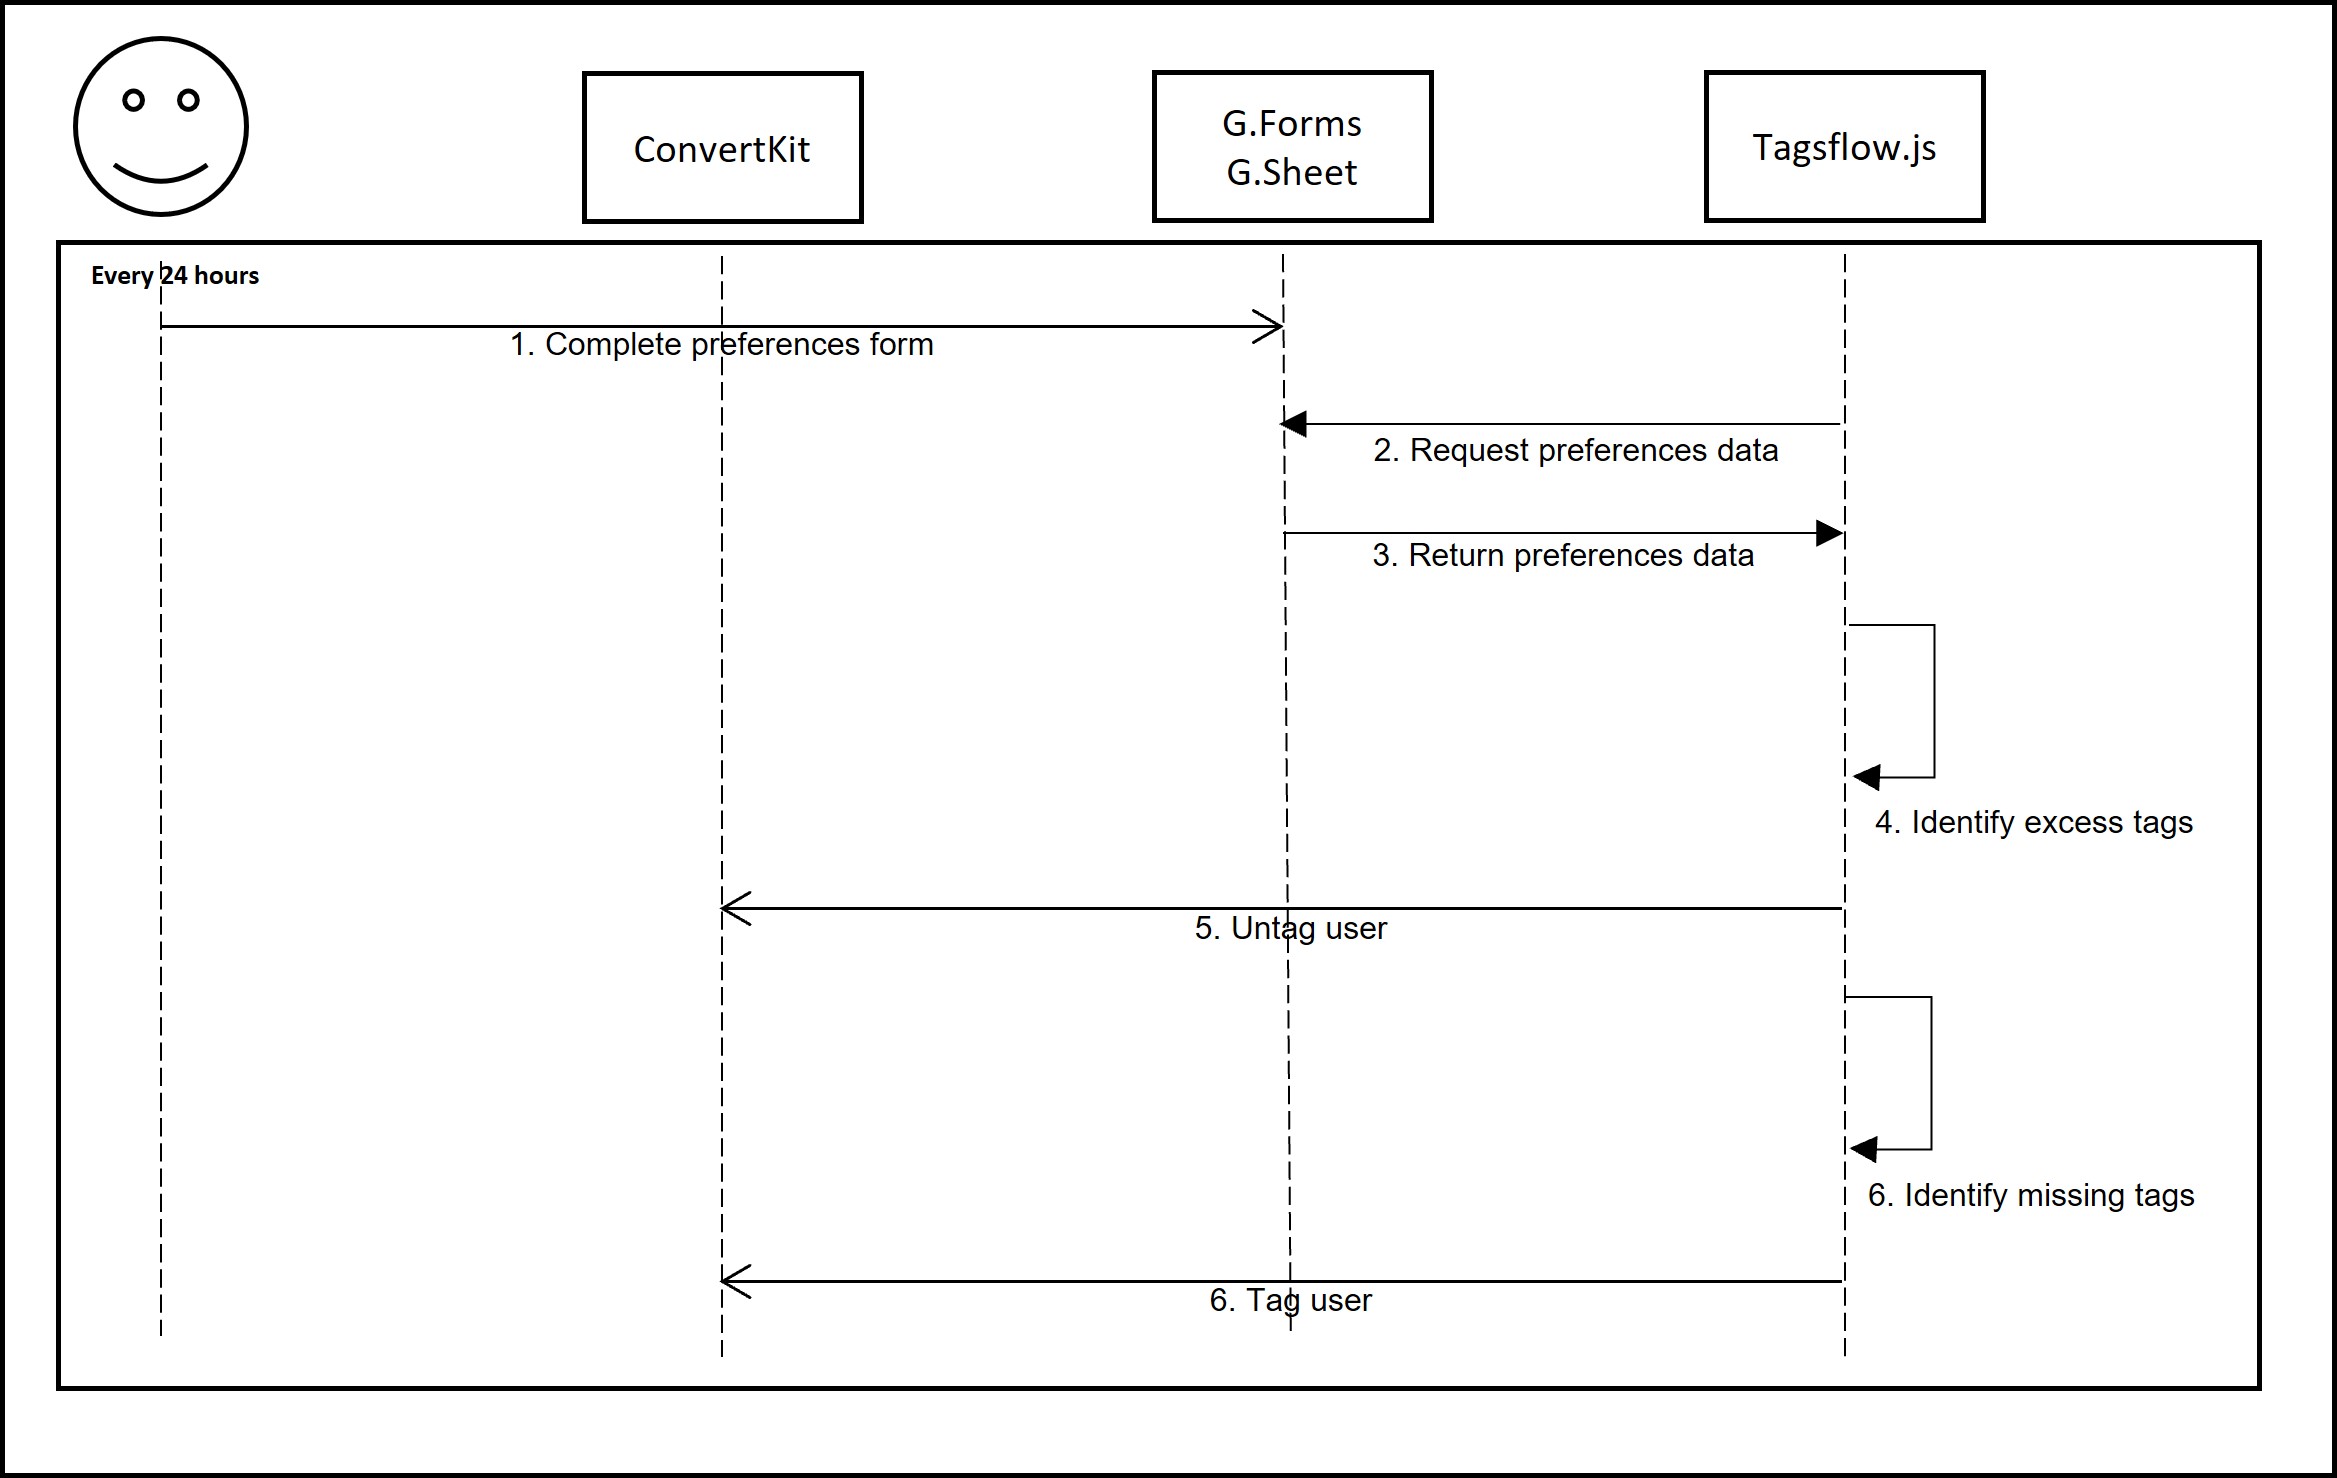 ConvertKit
G.Forms
G.Sheet
Tagsflow.js
Every 24 hours
1. Complete preferences form
2. Request preferences data
3. Return preferences data
4. Identify excess tags
5. Untag user
6. Identify missing tags
6. Tag user